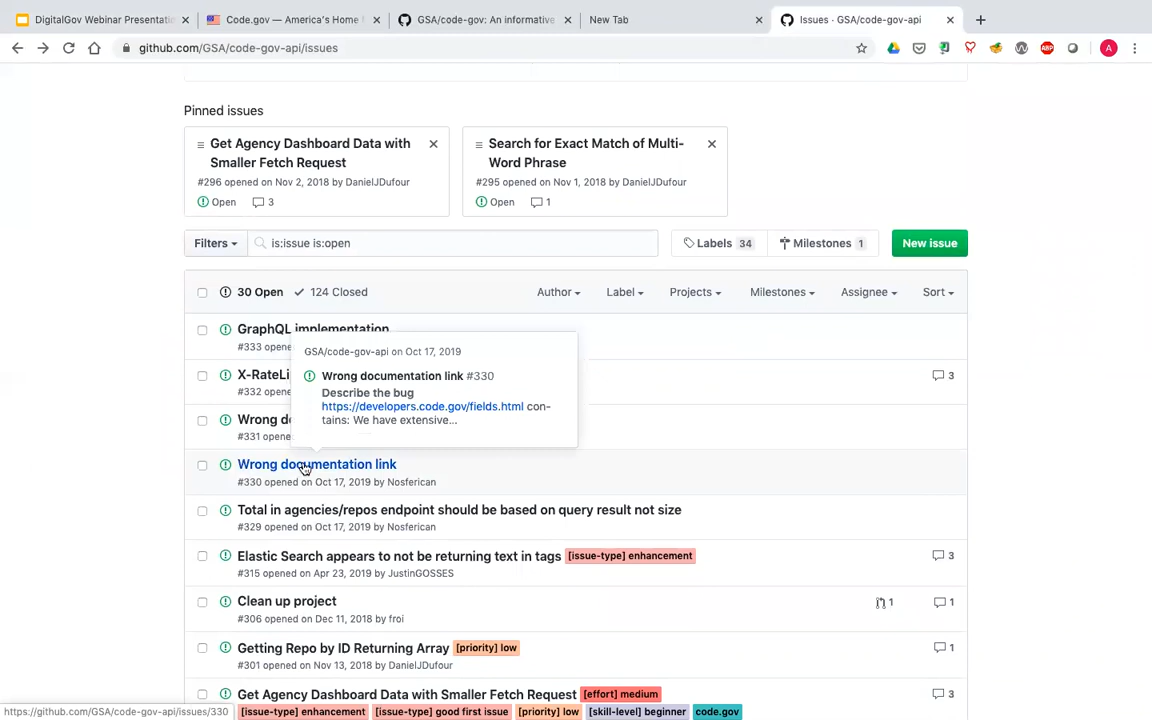 DigitalGov Webinar Presentati
Code.gov — America's Home
GSA/code-gov: An informative
New Tab
Issues · GSA/code-gov-api
github.com/GSA/code-gov-api/issues
ABP
A
Pinned issues
Get Agency Dashboard Data with
Smaller Fetch Request
#296 opened on Nov 2, 2018 by DanielJDufour
Open 3
Search for Exact Match of Multi-
Word Phrase
#295 opened on Nov 1, 2018 by DanielJDufour
Open 1
Filters is:issue is:open Labels 34 Milestones 1 New issue
30 Open 124 Closed Author Label Projects Milestones Assignee Sort
GraphQL implementation
#333 opene
X-RateLi 3
#332 opene
Wrong d
#331 opene
GSA/code-gov-api on Oct 17, 2019
Wrong documentation link #330
Describe the bug
https://developers.code.gov/fields.html con-
tains: We have extensive...
Wrong documentation link
#330 opened on Oct 17, 2019 by Nosferican
Total in agencies/repos endpoint should be based on query result not size
#329 opened on Oct 17, 2019 by Nosferican
Elastic Search appears to not be returning text in tags [issue-type] enhancement 3
#315 opened on Apr 23, 2019 by JustinGOSSES
Clean up project 1 1
#306 opened on Dec 11, 2018 by froi
Getting Repo by ID Returning Array [priority] low 1
#301 opened on Nov 13, 2018 by DanielJDufour
Get Agency Dashboard Data with Smaller Fetch Request [effort] medium 3
[issue-type] enhancement [issue-type] good first issue [priority] low [skill-level] beginner code.gov
https://github.com/GSA/code-gov-api/issues/330